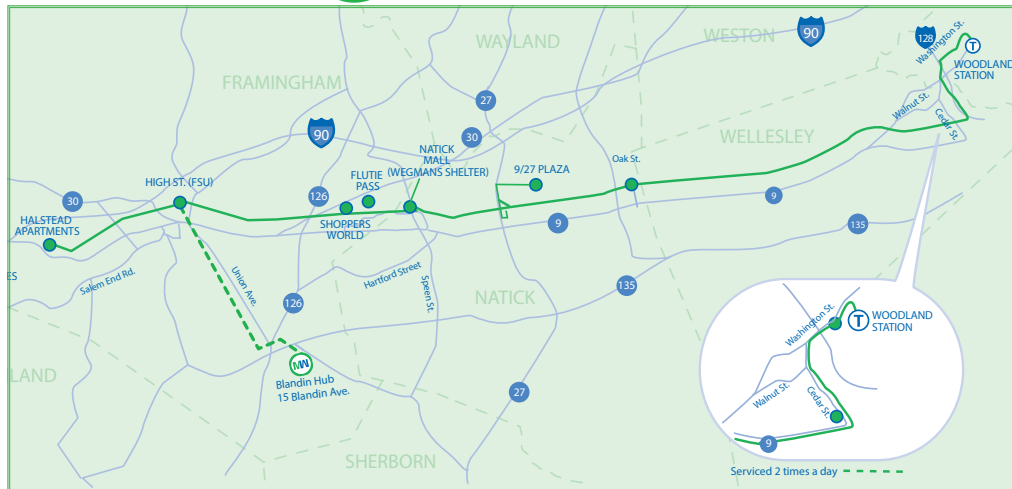 WAYLAND
WESTON
90
128
Washington St.
T
WOODLAND
STATION
FRAMINGHAM
27
90
30
NATICK
MALL
(WEGMANS SHELTER)
Walnut St.
Cedar St.
WELLESLEY
9/27 PLAZA
Oak St.
HIGH ST. (FSU)
126
FLUTIE
PASS
30
9
SHOPPERS
WORLD
HALSTEAD
APARTMENTS
9
135
ES
Salem End Rd.
Union Ave.
Hartford Street
Speen St.
126
NATICK
135
Washington St.
T
WOODLAND
STATION
LAND
M
Blandin Hub
15 Blandin Ave.
27
Walnut St.
Cedar St.
9
SHERBORN
Serviced 2 times a day